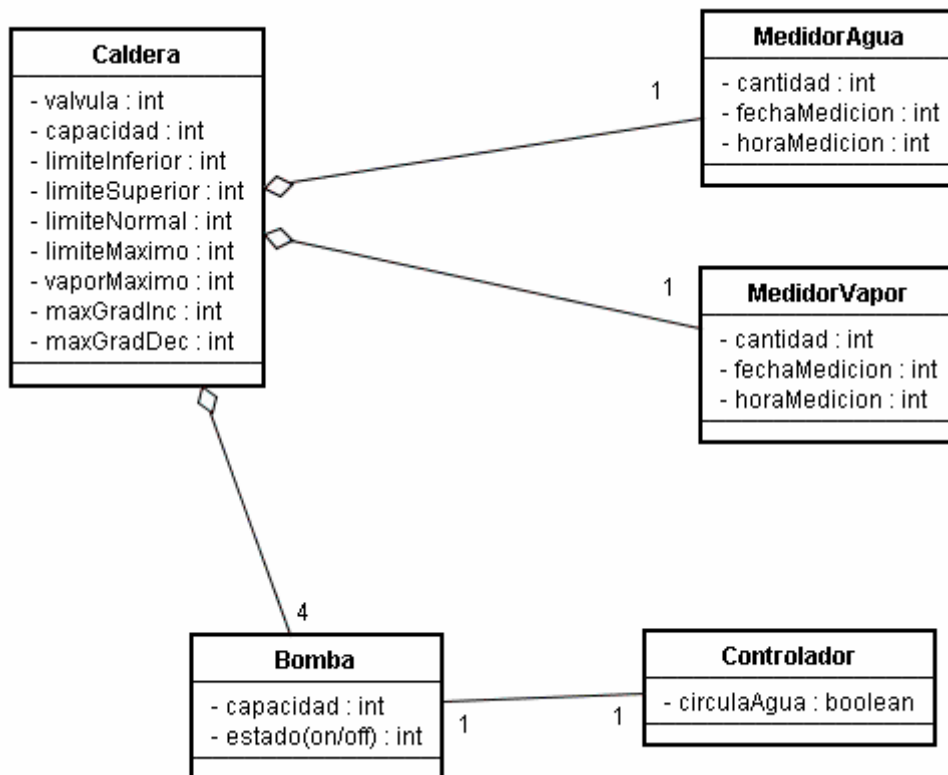 Caldera
- valvula : int
- capacidad : int
- limiteInferior : int
- limiteSuperior : int
- limiteNormal : int
- limiteMaximo : int
- vaporMaximo : int
- maxGradInc : int
- maxGradDec : int
MedidorAgua
- cantidad : int
- fechaMedicion : int
- horaMedicion : int
1
MedidorVapor
- cantidad : int
- fechaMedicion : int
- horaMedicion : int
1
4
Bomba
- capacidad : int
- estado(on/off) : int
1
1
Controlador
- circulaAgua : boolean